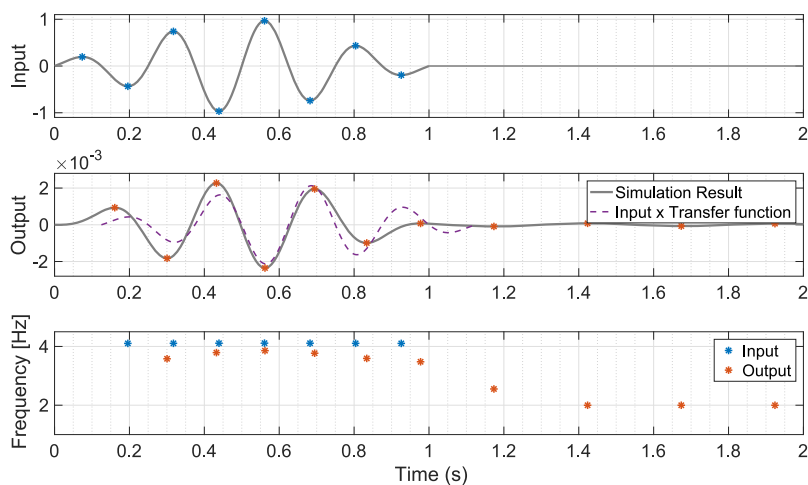 1
0
-1
Input
0 0.2 0.4 0.6 0.8 1 1.2 1.4 1.6 1.8 2
×10⁻³
2
0
-2
Output
Simulation Result
Input x Transfer function
0 0.2 0.4 0.6 0.8 1 1.2 1.4 1.6 1.8 2
4
2
Frequency [Hz]
Input
Output
0 0.2 0.4 0.6 0.8 1 1.2 1.4 1.6 1.8 2
Time (s)